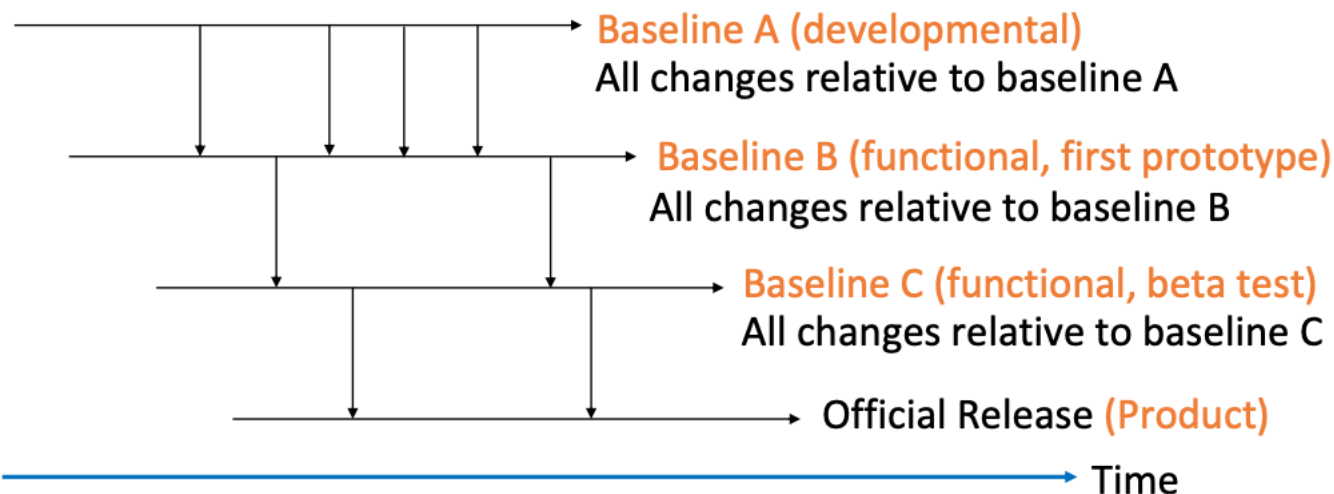 Baseline A (developmental)
All changes relative to baseline A
Baseline B (functional, first prototype)
All changes relative to baseline B
Baseline C (functional, beta test)
All changes relative to baseline C
Official Release (Product)
Time